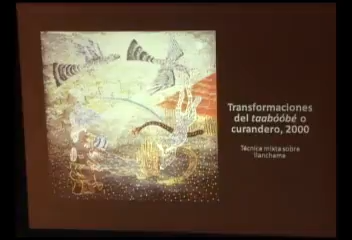 Transformaciones
del taabóóbé o
curandero, 2000
Técnica mixta sobre
llanchama